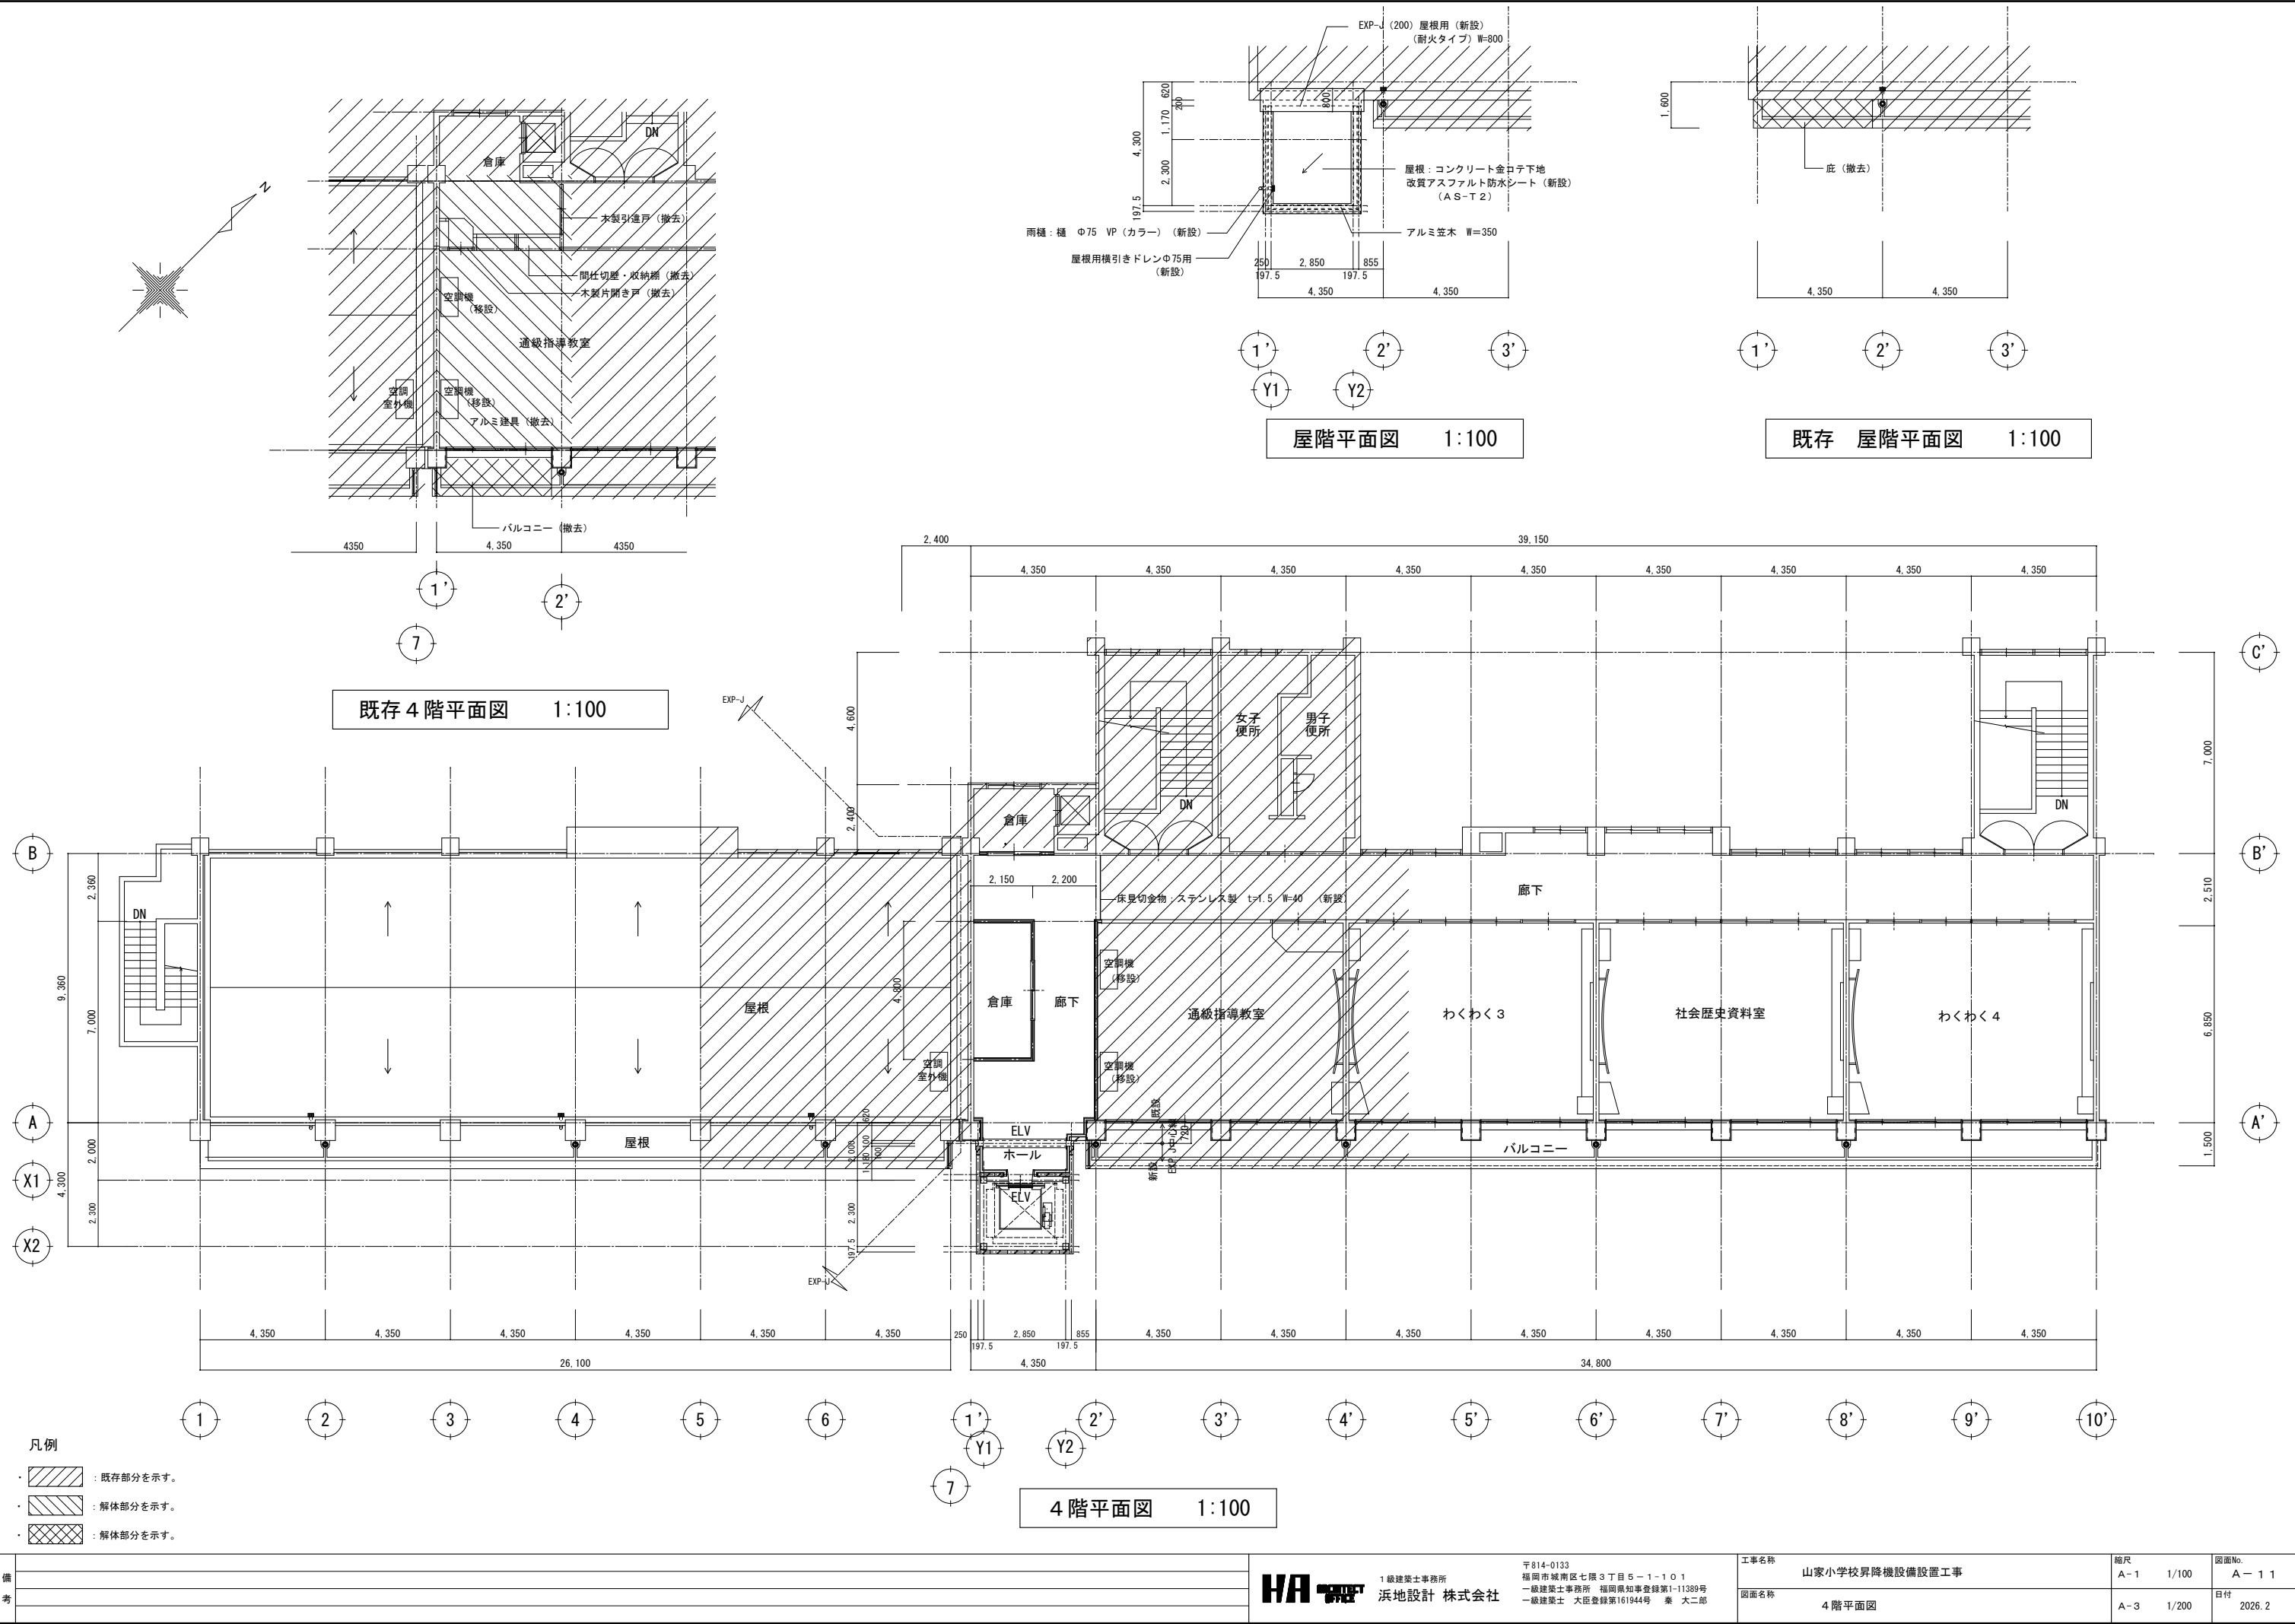 EXP-J（200）屋根用（新設）
（耐火タイプ）W=800
620
200
800
1,170
4,300
2,300
197.5
屋根：コンクリート金コテ下地
改質アスファルト防水シート（新設）
（AS-T2）
雨樋：樋　Φ75　VP（カラー）（新設）
アルミ笠木　W=350
屋根用横引きドレンΦ75用
（新設）
250
2,850
855
197.5
197.5
4,350
4,350
1'
2'
3'
Y1
Y2
屋階平面図　1:100
1,600
庇（撤去）
4,350
4,350
1'
2'
3'
既存　屋階平面図　1:100
N
DN
倉庫
木製引違戸（撤去）
間仕切壁・収納棚（撤去）
木製片開き戸（撤去）
空調機
（移設）
通級指導教室
空調
室外機
空調機
（移設）
アルミ建具（撤去）
バルコニー（撤去）
4350
4,350
4350
1'
2'
7
既存４階平面図　1:100
2,400
39,150
4,350
4,350
4,350
4,350
4,350
4,350
4,350
4,350
4,350
EXP-J
4,600
2,400
女子
便所
男子
便所
DN
DN
倉庫
C'
7,000
B
B'
2,360
9,360
7,000
DN
2,150
2,200
床見切金物：ステンレス製　t=1.5　W=40　（新設）
廊下
2,510
4,800
屋根
倉庫
廊下
空調機
（移設）
通級指導教室
わくわく３
社会歴史資料室
わくわく４
6,850
空調
室外機
空調機
（移設）
A
A'
屋根
ELV
ホール
ELV
620
2,000
1,180
100
100
既設
EXP.J中心線
720
新設
バルコニー
1,500
2,000
4,300
X1
2,300
X2
2,300
197.5
EXP-J
4,350
4,350
4,350
4,350
4,350
4,350
250
2,850
855
4,350
4,350
4,350
4,350
4,350
4,350
4,350
4,350
197.5
197.5
26,100
4,350
34,800
1
2
3
4
5
6
1'
2'
3'
4'
5'
6'
7'
8'
9'
10'
Y1
Y2
7
４階平面図　1:100
凡例
・　：既存部分を示す。
・　：解体部分を示す。
・　：解体部分を示す。
備考
HA ARCHITECT OFFICE
１級建築士事務所
浜地設計 株式会社
〒814-0133
福岡市城南区七隈３丁目５－１－１０１
一級建築士事務所　福岡県知事登録第1-11389号
一級建築士　大臣登録第161944号　秦　大二郎
工事名称
山家小学校昇降機設備設置工事
図面名称
４階平面図
縮尺
A-1　1/100
A-3　1/200
図面No.
A－11
日付
2026.2